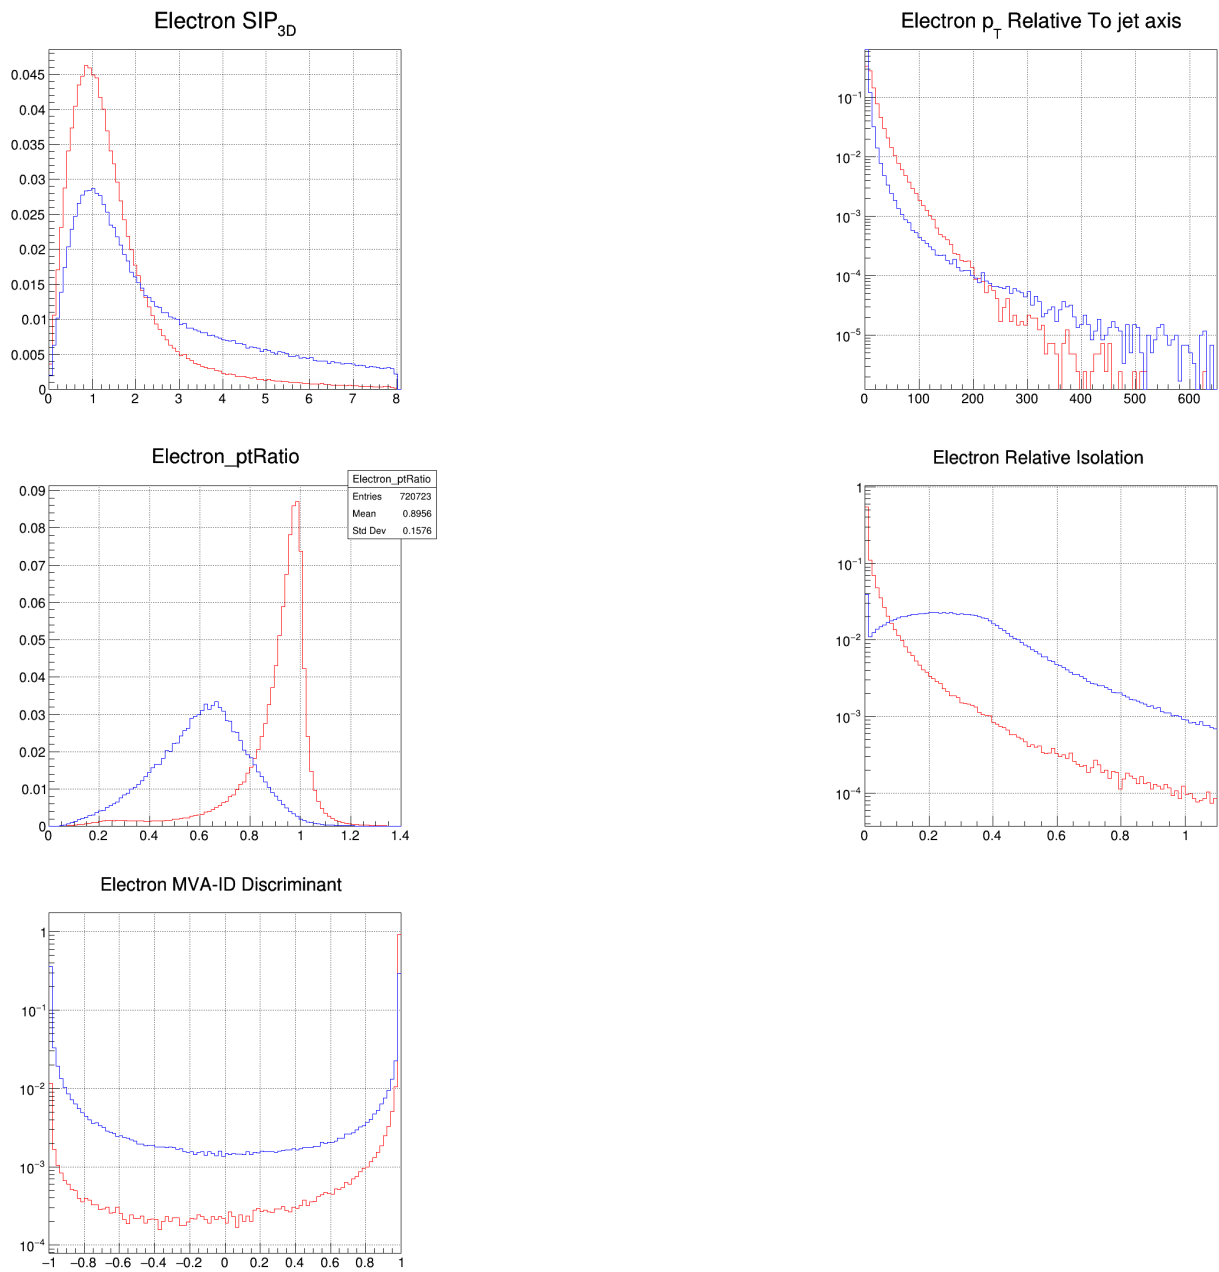 Electron SIP3D
0.045
0.04
0.035
0.03
0.025
0.02
0.015
0.01
0.005
0
0 1 2 3 4 5 6 7 8
Electron pT Relative To jet axis
10−1
10−2
10−3
10−4
10−5
0 100 200 300 400 500 600
Electron_ptRatio
Electron_ptRatio
Entries 720723
Mean 0.8956
Std Dev 0.1576
0.09
0.08
0.07
0.06
0.05
0.04
0.03
0.02
0.01
0
0 0.2 0.4 0.6 0.8 1 1.2 1.4
Electron Relative Isolation
1
10−1
10−2
10−3
10−4
0 0.2 0.4 0.6 0.8 1
Electron MVA-ID Discriminant
1
10−1
10−2
10−3
10−4
−1 −0.8 −0.6 −0.4 −0.2 0 0.2 0.4 0.6 0.8 1